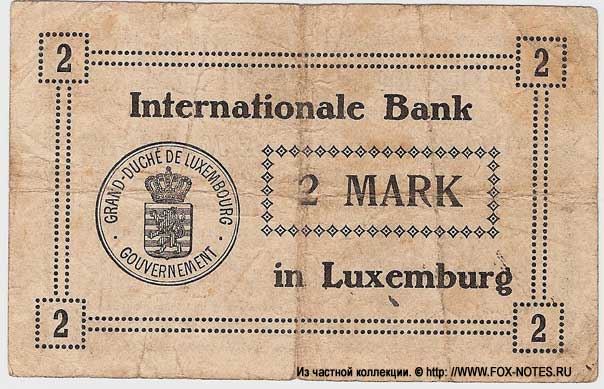 2 2
Internationale Bank
GRAND-DUCHÉ DE LUXEMBOURG
· GOUVERNEMENT ·
2 MARK
in Luxemburg
2 2
Из частной коллекции. © http://WWW.FOX-NOTES.RU